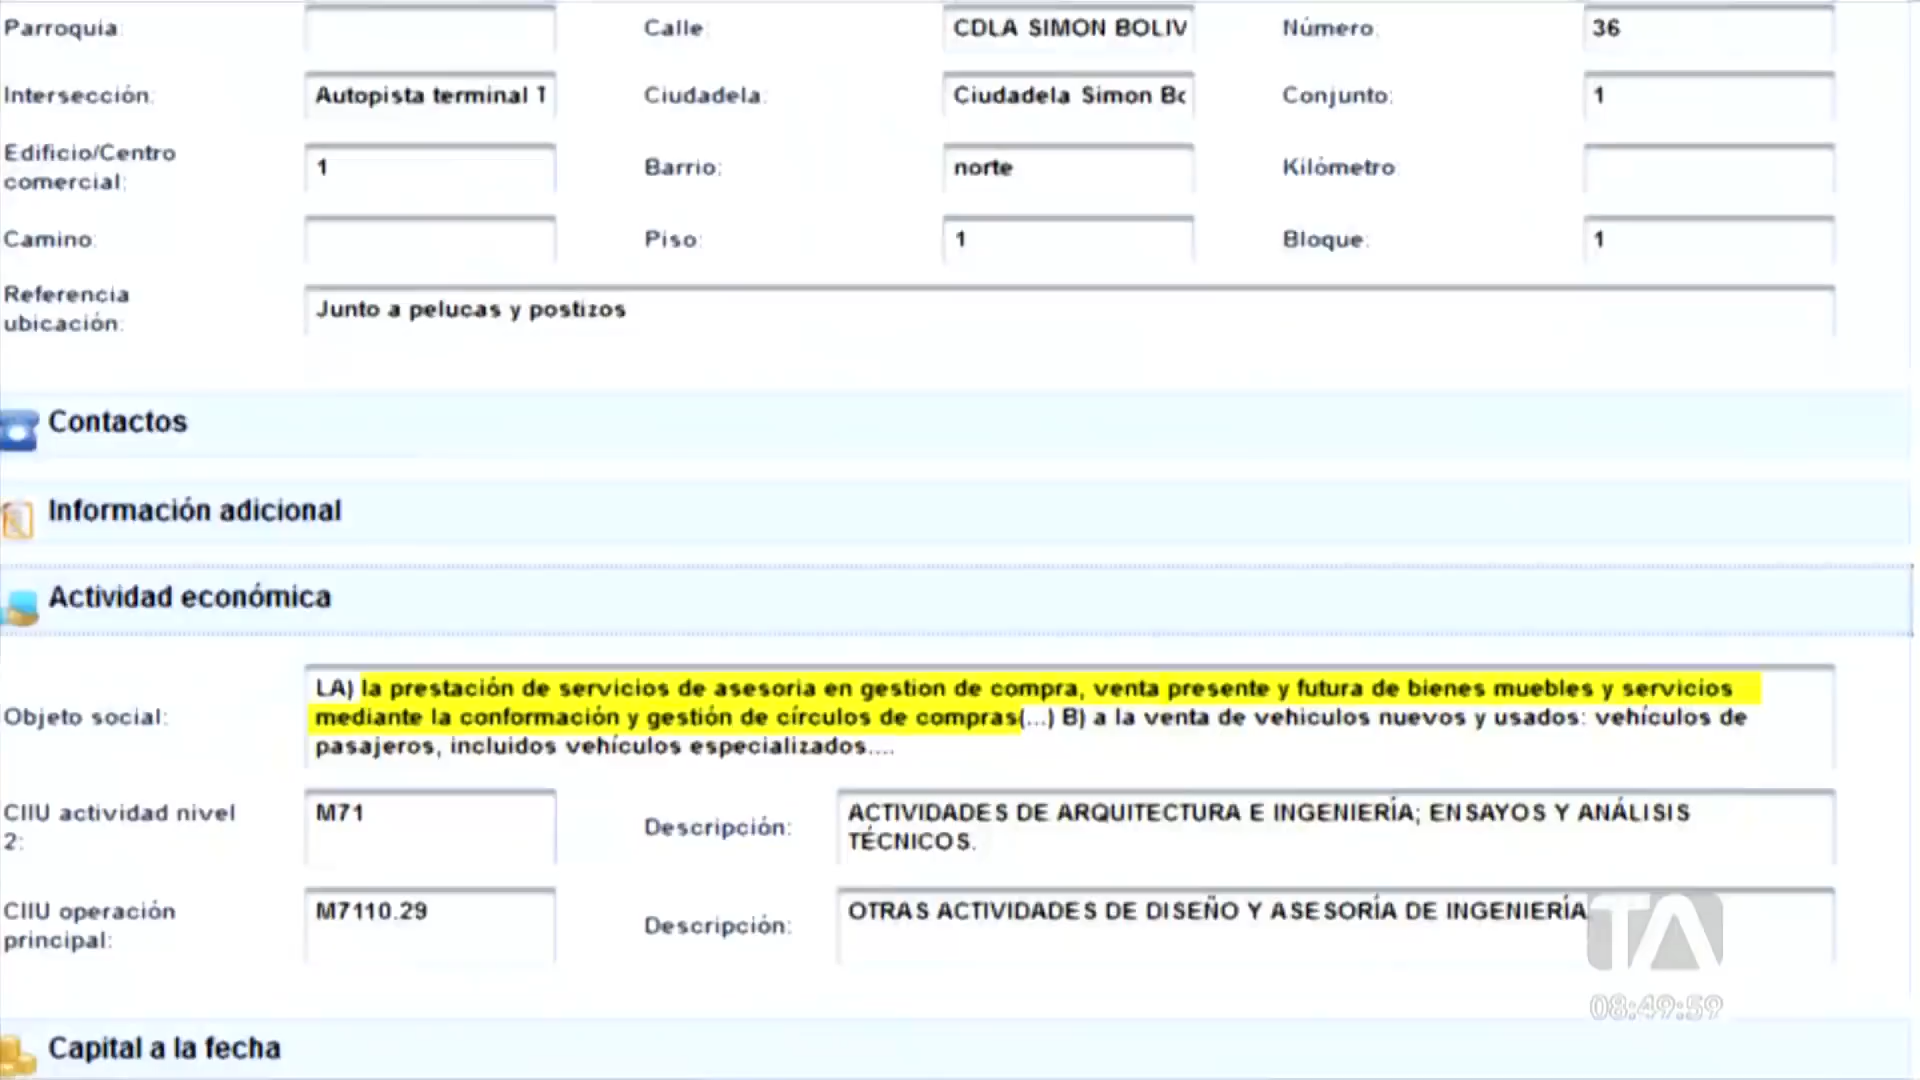 Parroquia: Calle: CDLA SIMON BOLIV Número: 36
Intersección: Autopista terminal T Ciudadela: Ciudadela Simon Bo Conjunto: 1
Edificio/Centro comercial: 1 Barrio: norte Kilómetro
Camino: Piso: 1 Bloque: 1
Referencia ubicación: Junto a pelucas y postizos
Contactos
Información adicional
Actividad económica
Objeto social: LA) la prestación de servicios de asesoria en gestion de compra, venta presente y futura de bienes muebles y servicios
mediante la conformación y gestión de círculos de compras(...) B) a la venta de vehiculos nuevos y usados: vehículos de
pasajeros, incluidos vehículos especializados....
CIIU actividad nivel 2: M71 Descripción: ACTIVIDADES DE ARQUITECTURA E INGENIERÍA; ENSAYOS Y ANÁLISIS
TÉCNICOS.
CIIU operación principal: M7110.29 Descripción: OTRAS ACTIVIDADES DE DISEÑO Y ASESORÍA DE INGENIERÍA
TA
08:49:59
Capital a la fecha